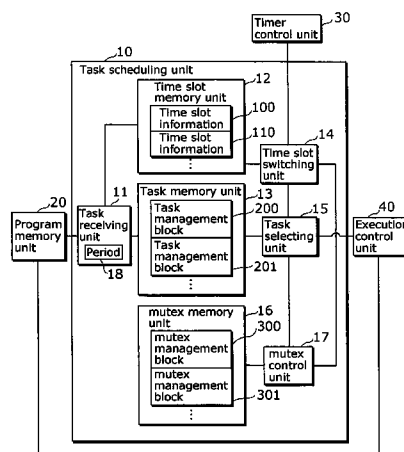 30
Timer
control unit
10
Task scheduling unit
12
Time slot
memory unit
Time slot
information
100
Time slot
information
110
⋮
14
Time slot
switching
unit
20
Program
memory
unit
11
Task
receiving
unit
Period
18
13
Task memory unit
Task
management
block
200
Task
management
block
201
⋮
15
Task
selecting
unit
40
Execution
control unit
16
mutex memory
unit
mutex
management
block
300
mutex
management
block
301
⋮
17
mutex
control
unit